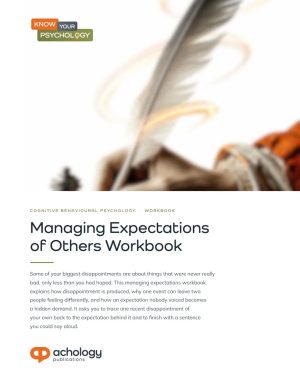 KNOW YOUR
PSYCHOLOGY
COGNITIVE BEHAVIOURAL PSYCHOLOGY WORKBOOK
Managing Expectations
of Others Workbook
Some of your biggest disappointments are about things that were never really
bad, only less than you had hoped. This managing expectations workbook
explains how disappointment is produced, why one event can leave two
people feeling differently, and how an expectation nobody voiced becomes
a hidden demand. It asks you to trace one recent disappointment of
your own back to the expectation behind it and to finish with a sentence
you could say aloud.
achology
publications